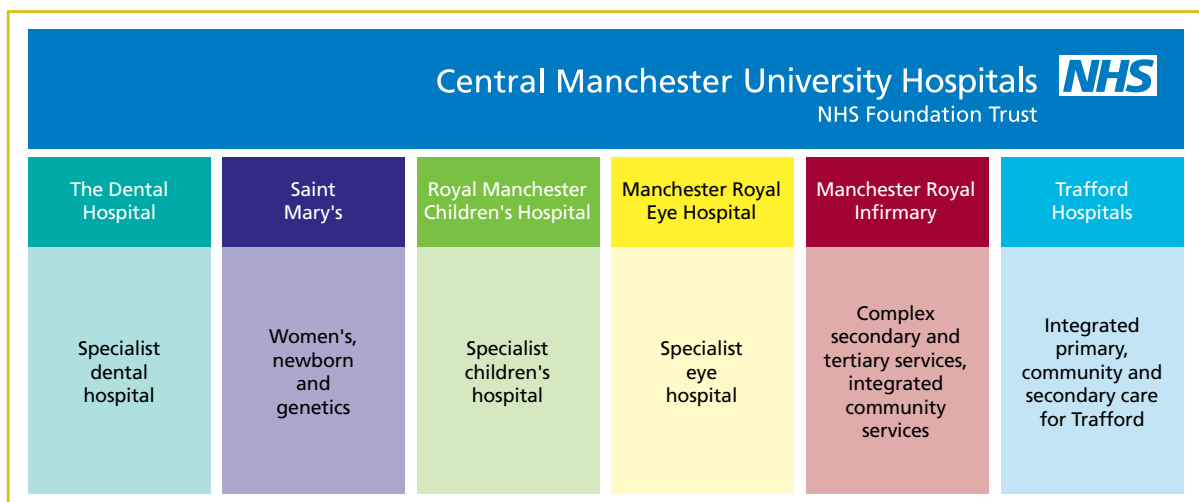 Central Manchester University Hospitals NHS
NHS Foundation Trust
The Dental
Hospital
Saint
Mary's
Royal Manchester
Children's Hospital
Manchester Royal
Eye Hospital
Manchester Royal
Infirmary
Trafford
Hospitals
Specialist
dental
hospital
Women's,
newborn
and
genetics
Specialist
children's
hospital
Specialist
eye
hospital
Complex
secondary and
tertiary services,
integrated
community
services
Integrated
primary,
community and
secondary care
for Trafford